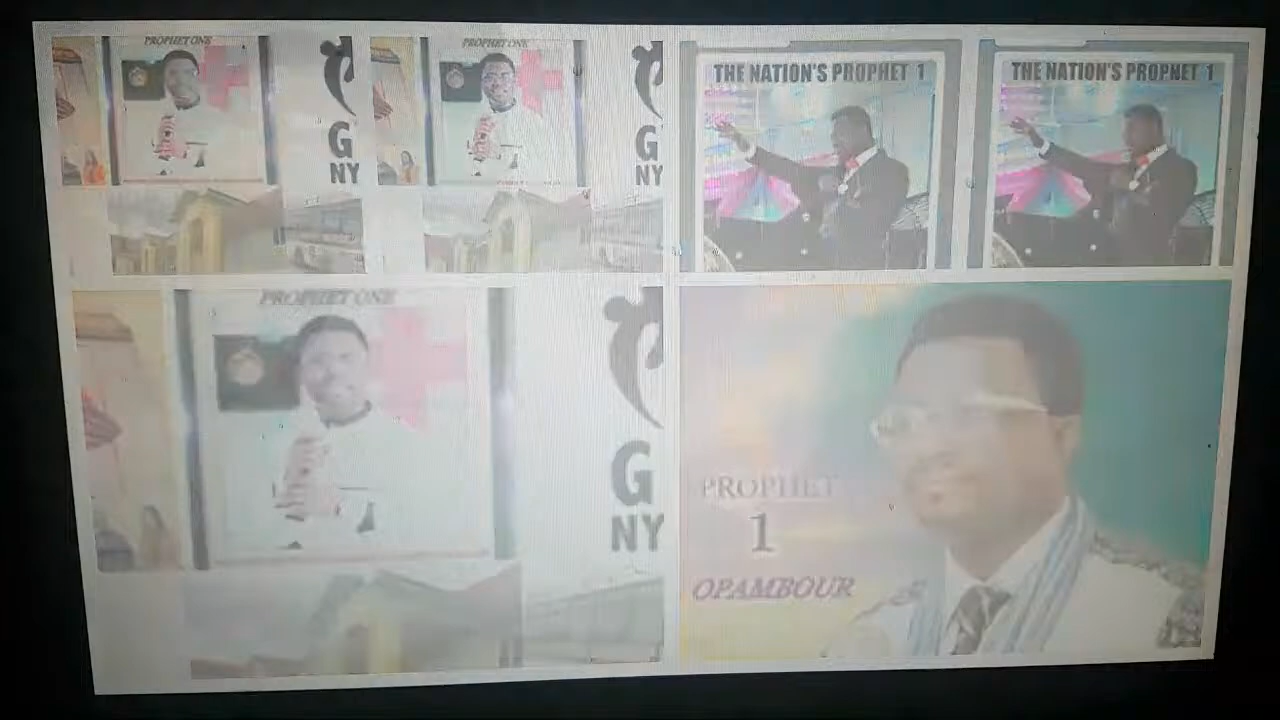 PROPHET ONE
G
NY
PROPHET ONE
G
NY
THE NATION'S PROPHET 1
THE NATION'S PROPNET 1
PROPHET ONE
G
NY
PROPHET
1
OPAMBOUR